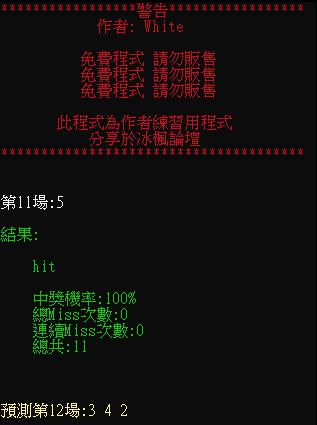 *****************警告*****************
作者: White
免費程式 請勿販售
免費程式 請勿販售
免費程式 請勿販售
此程式為作者練習用程式
分享於冰楓論壇
**************************************
第11場:5
結果:
hit
中獎機率:100%
總Miss次數:0
連續Miss次數:0
總共:11
預測第12場:3 4 2